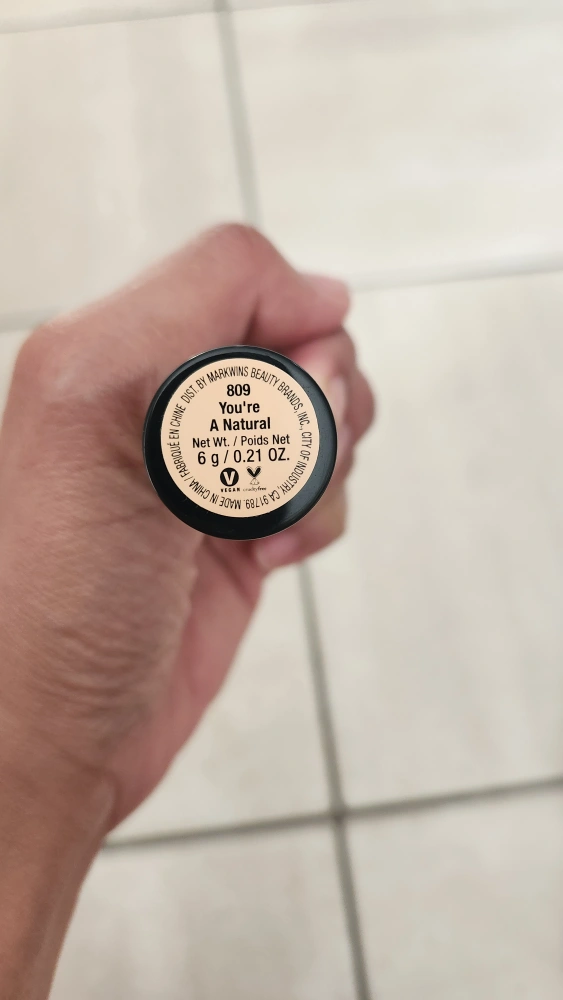 DIST. BY MARKWINS BEAUTY BRANDS, INC., CITY OF INDUSTRY, CA 91789. MADE IN CHINA / FABRIQUÉ EN CHINE
809
You're
A Natural
Net Wt. / Poids Net
6 g / 0.21 OZ.
V
VEGAN cruelty free